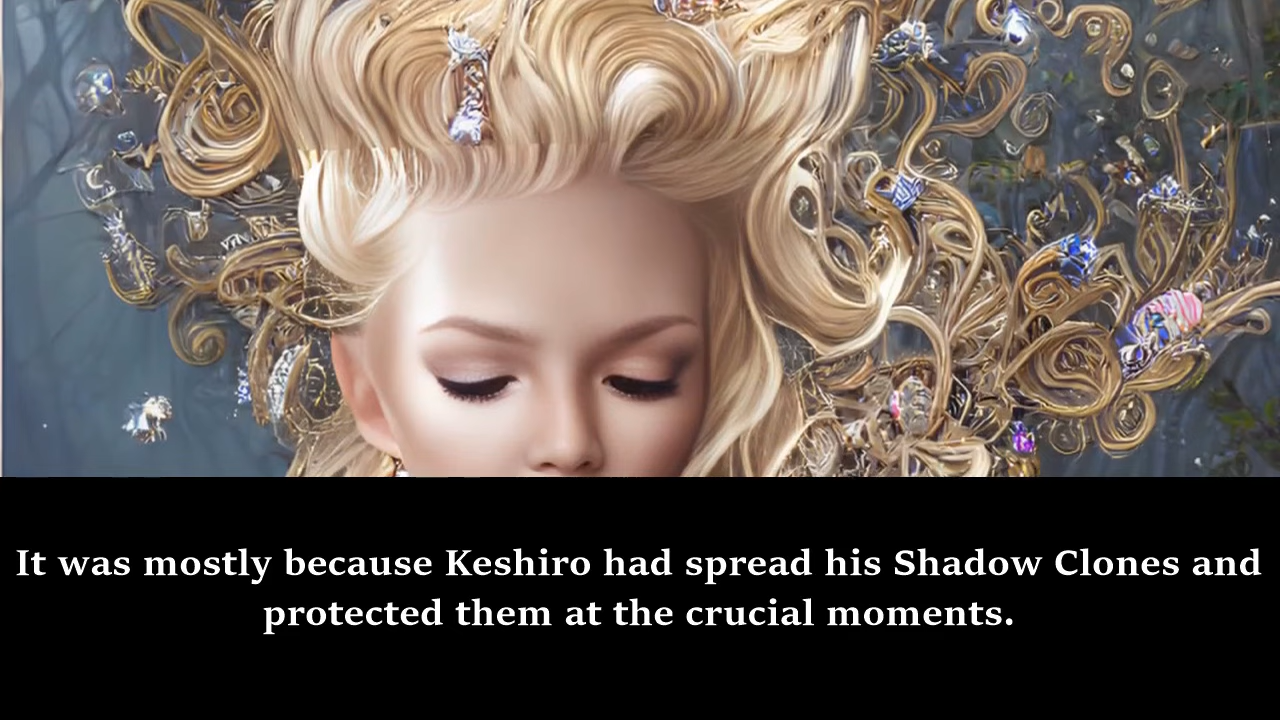 It was mostly because Keshiro had spread his Shadow Clones and
protected them at the crucial moments.